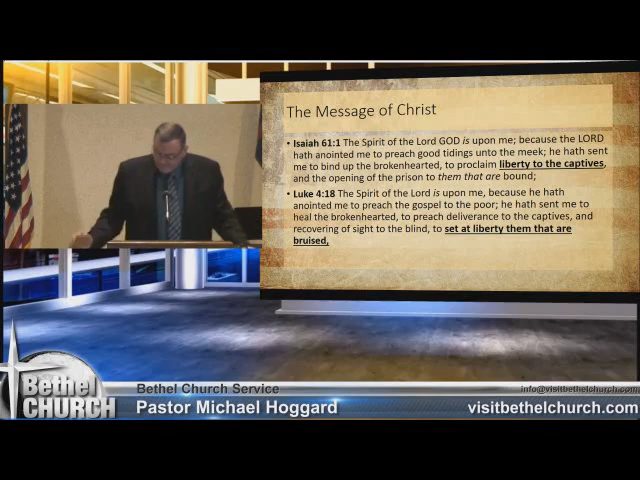 The Message of Christ
• Isaiah 61:1 The Spirit of the Lord GOD is upon me; because the LORD
hath anointed me to preach good tidings unto the meek; he hath sent
me to bind up the brokenhearted, to proclaim liberty to the captives,
and the opening of the prison to them that are bound;
• Luke 4:18 The Spirit of the Lord is upon me, because he hath
anointed me to preach the gospel to the poor; he hath sent me to
heal the brokenhearted, to preach deliverance to the captives, and
recovering of sight to the blind, to set at liberty them that are
bruised,
Bethel
CHURCH
Bethel Church Service
Pastor Michael Hoggard
info@visitbethelchurch.com
visitbethelchurch.com